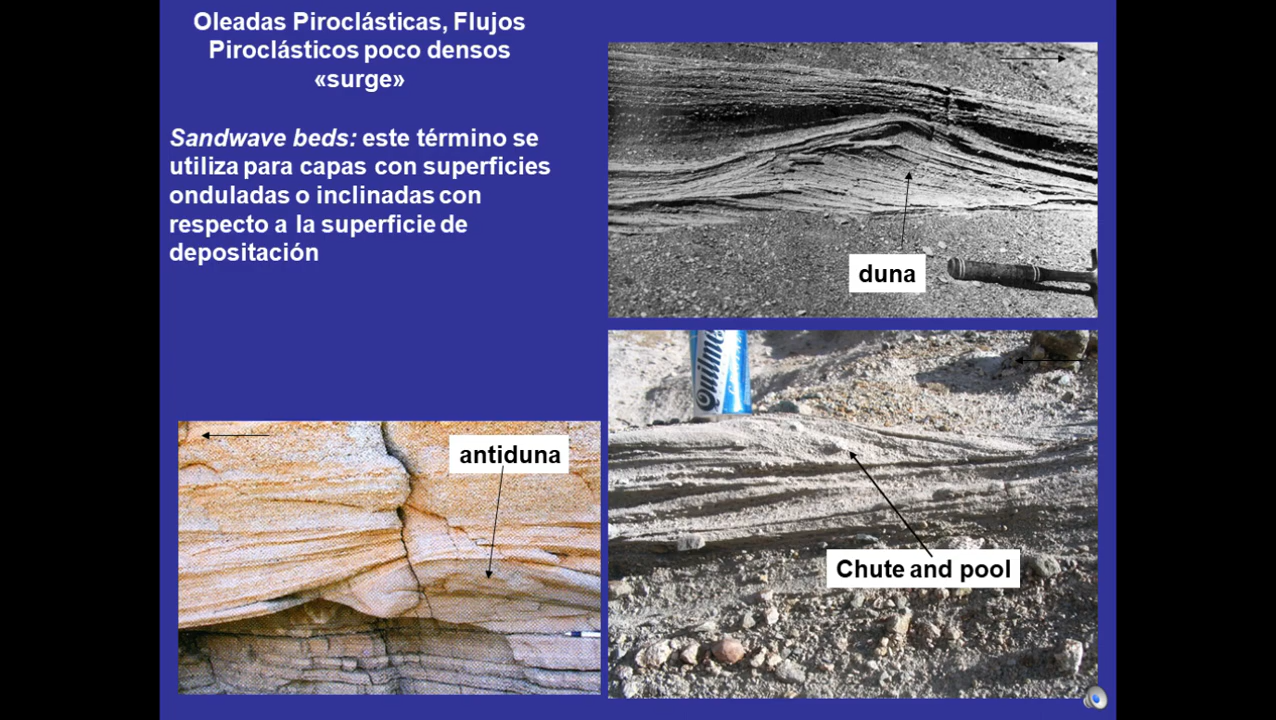 Oleadas Piroclásticas, Flujos
Piroclásticos poco densos
«surge»
Sandwave beds: este término se
utiliza para capas con superficies
onduladas o inclinadas con
respecto a la superficie de
depositación
duna
Quilme
antiduna
Chute and pool